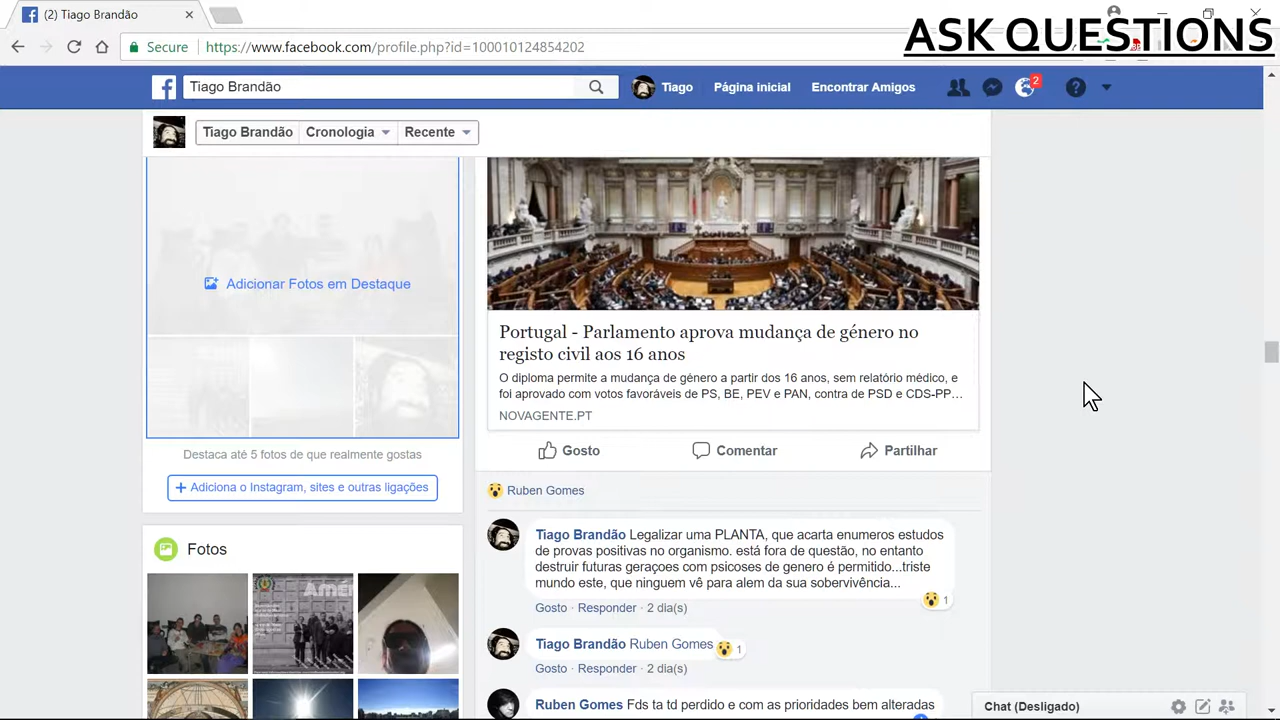 (2) Tiago Brandão
ASK QUESTIONS
Secure https://www.facebook.com/profile.php?id=100010124854202
Tiago Brandão
Tiago Página inicial Encontrar Amigos 2
Tiago Brandão Cronologia Recente
Adicionar Fotos em Destaque
Destaca até 5 fotos de que realmente gostas
+ Adiciona o Instagram, sites e outras ligações
Fotos
Portugal - Parlamento aprova mudança de género no
registo civil aos 16 anos
O diploma permite a mudança de género a partir dos 16 anos, sem relatório médico, e
foi aprovado com votos favoráveis de PS, BE, PEV e PAN, contra de PSD e CDS-PP…
NOVAGENTE.PT
Gosto Comentar Partilhar
Ruben Gomes
Tiago Brandão Legalizar uma PLANTA, que acarta enumeros estudos
de provas positivas no organismo. está fora de questão, no entanto
destruir futuras geraçoes com psicoses de genero é permitido...triste
mundo este, que ninguem vê para alem da sua sobervivência...
1
Gosto · Responder · 2 dia(s)
Tiago Brandão Ruben Gomes
1
Gosto · Responder · 2 dia(s)
Ruben Gomes Fds ta td perdido e com as prioridades bem alteradas
Chat (Desligado)